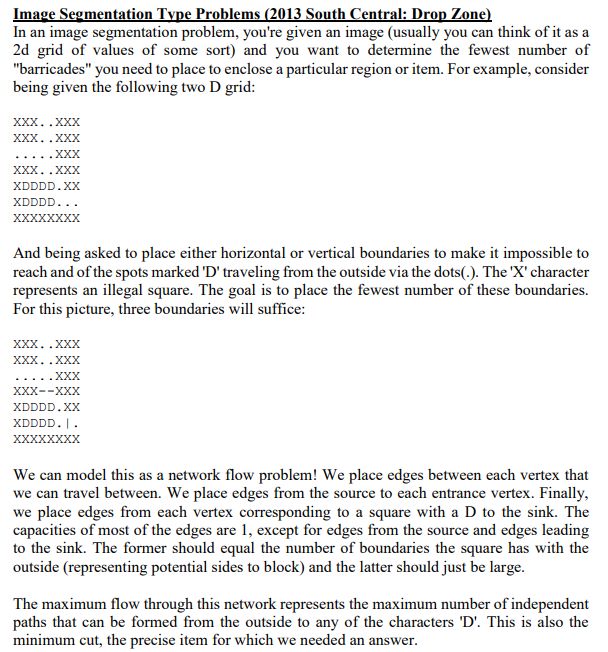 Image Segmentation Type Problems (2013 South Central: Drop Zone)
In an image segmentation problem, you're given an image (usually you can think of it as a
2d grid of values of some sort) and you want to determine the fewest number of
"barricades" you need to place to enclose a particular region or item. For example, consider
being given the following two D grid:
XXX..XXX
XXX..XXX
.....XXX
XXX..XXX
XDDDD.XX
XDDDD...
XXXXXXXX
And being asked to place either horizontal or vertical boundaries to make it impossible to
reach and of the spots marked 'D' traveling from the outside via the dots(.). The 'X' character
represents an illegal square. The goal is to place the fewest number of these boundaries.
For this picture, three boundaries will suffice:
XXX..XXX
XXX..XXX
.....XXX
XXX--XXX
XDDDD.XX
XDDDD.|.
XXXXXXXX
We can model this as a network flow problem! We place edges between each vertex that
we can travel between. We place edges from the source to each entrance vertex. Finally,
we place edges from each vertex corresponding to a square with a D to the sink. The
capacities of most of the edges are 1, except for edges from the source and edges leading
to the sink. The former should equal the number of boundaries the square has with the
outside (representing potential sides to block) and the latter should just be large.
The maximum flow through this network represents the maximum number of independent
paths that can be formed from the outside to any of the characters 'D'. This is also the
minimum cut, the precise item for which we needed an answer.